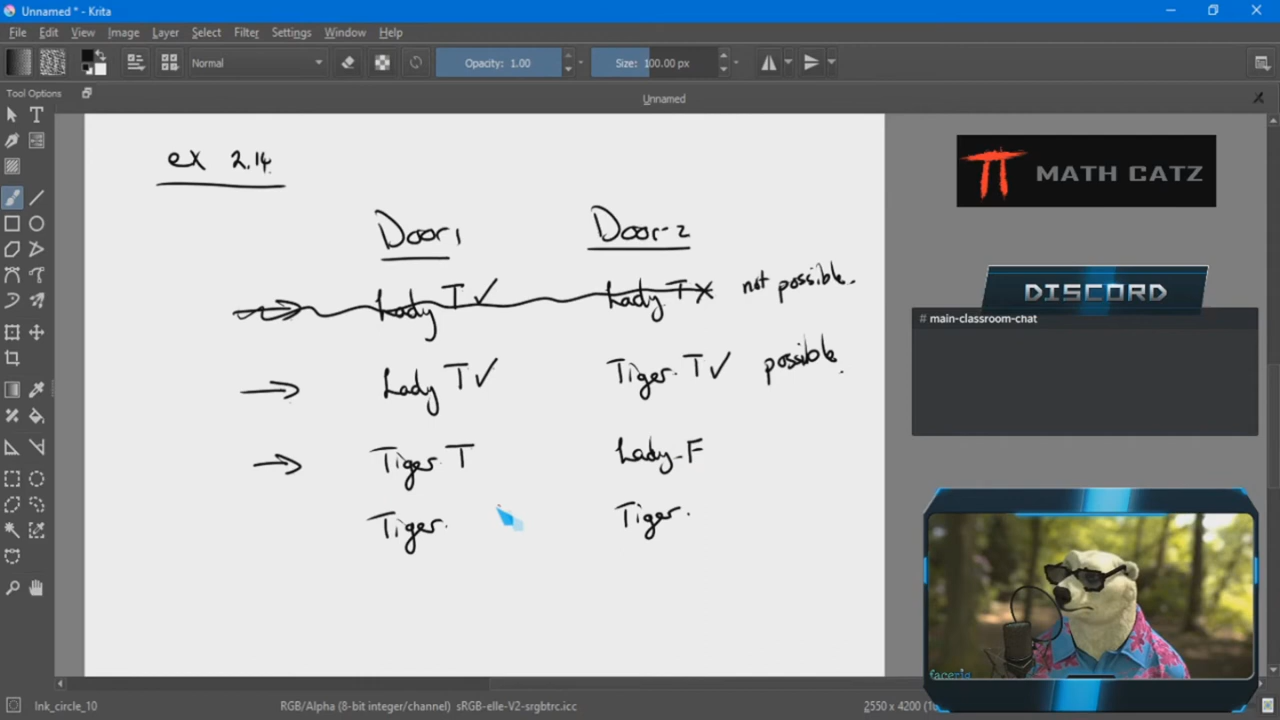 Unnamed * - Krita
File Edit View Image Layer Select Filter Settings Window Help
Normal Opacity: 1.00 Size: 100.00 px
Tool Options
Unnamed
ex 2.14
Door 1 Door 2
Lady T ✓ Lady T X not possible.
Lady T ✓ Tiger T ✓ possible.
Tiger T Lady F
Tiger. Tiger.
MATH CATZ
DISCORD
# main-classroom-chat
facerig
Ink_circle_10 RGB/Alpha (8-bit integer/channel) sRGB-elle-V2-srgbtrc.icc 2550 x 4200 (1